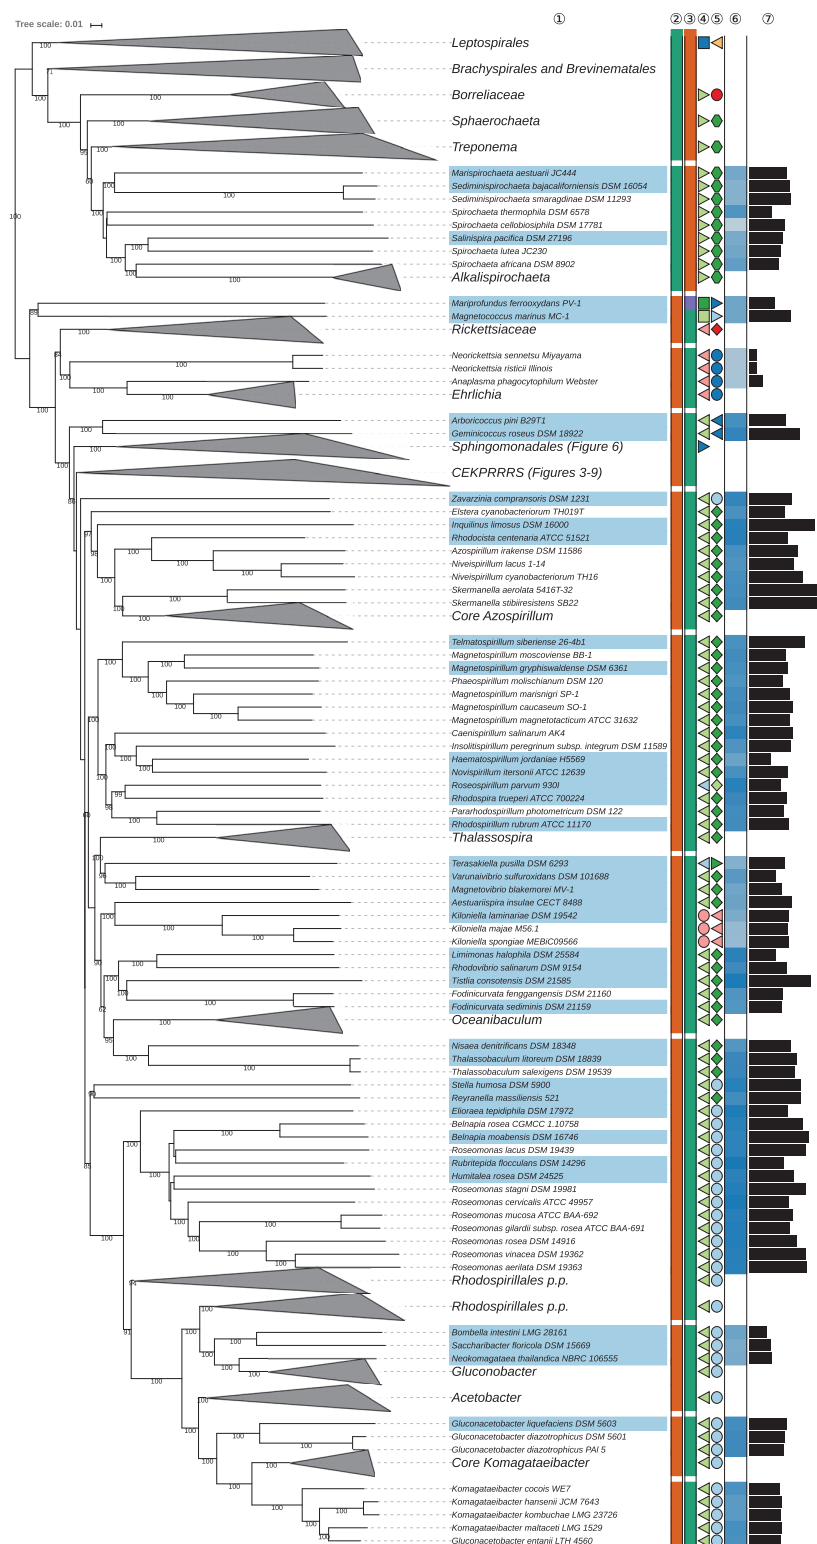 Tree scale: 0.01
① ② ③ ④ ⑤ ⑥ ⑦
Leptospirales
Brachyspirales and Brevinematales
Borreliaceae
Sphaerochaeta
Treponema
Marispirochaeta aestuarii JC444
Sediminispirochaeta bajacaliforniensis DSM 16054
Sediminispirochaeta smaragdinae DSM 11293
Spirochaeta thermophila DSM 6578
Spirochaeta cellobiosiphila DSM 17781
Salinispira pacifica DSM 27196
Spirochaeta lutea JC230
Spirochaeta africana DSM 8902
Alkalispirochaeta
Mariprofundus ferrooxydans PV-1
Magnetococcus marinus MC-1
Rickettsiaceae
Neorickettsia sennetsu Miyayama
Neorickettsia risticii Illinois
Anaplasma phagocytophilum Webster
Ehrlichia
Arboricoccus pini B29T1
Geminicoccus roseus DSM 18922
Sphingomonadales (Figure 6)
CEKPRRRS (Figures 3-9)
Zavarzinia compransoris DSM 1231
Elstera cyanobacteriorum TH019T
Inquilinus limosus DSM 16000
Rhodocista centenaria ATCC 51521
Azospirillum irakense DSM 11586
Niveispirillum lacus 1-14
Niveispirillum cyanobacteriorum TH16
Skermanella aerolata 5416T-32
Skermanella stibiiresistens SB22
Core Azospirillum
Telmatospirillum siberiense 26-4b1
Magnetospirillum moscoviense BB-1
Magnetospirillum gryphiswaldense DSM 6361
Phaeospirillum molischianum DSM 120
Magnetospirillum marisnigri SP-1
Magnetospirillum caucaseum SO-1
Magnetospirillum magnetotacticum ATCC 31632
Caenispirillum salinarum AK4
Insolitispirillum peregrinum subsp. integrum DSM 11589
Haematospirillum jordaniae H5569
Novispirillum itersonii ATCC 12639
Roseospirillum parvum 930I
Rhodospira trueperi ATCC 700224
Pararhodospirillum photometricum DSM 122
Rhodospirillum rubrum ATCC 11170
Thalassospira
Terasakiella pusilla DSM 6293
Varunaivibrio sulfuroxidans DSM 101688
Magnetovibrio blakemorei MV-1
Aestuariispira insulae CECT 8488
Kiloniella laminariae DSM 19542
Kiloniella majae M56.1
Kiloniella spongiae MEBiC09566
Limimonas halophila DSM 25584
Rhodovibrio salinarum DSM 9154
Tistlia consotensis DSM 21585
Fodinicurvata fenggangensis DSM 21160
Fodinicurvata sediminis DSM 21159
Oceanibaculum
Nisaea denitrificans DSM 18348
Thalassobaculum litoreum DSM 18839
Thalassobaculum salexigens DSM 19539
Stella humosa DSM 5900
Reyranella massiliensis 521
Elioraea tepidiphila DSM 17972
Belnapia rosea CGMCC 1.10758
Belnapia moabensis DSM 16746
Roseomonas lacus DSM 19439
Rubritepida flocculans DSM 14296
Humitalea rosea DSM 24525
Roseomonas stagni DSM 19981
Roseomonas cervicalis ATCC 49957
Roseomonas mucosa ATCC BAA-692
Roseomonas gilardii subsp. rosea ATCC BAA-691
Roseomonas rosea DSM 14916
Roseomonas vinacea DSM 19362
Roseomonas aerilata DSM 19363
Rhodospirillales p.p.
Rhodospirillales p.p.
Bombella intestini LMG 28161
Saccharibacter floricola DSM 15669
Neokomagataea thailandica NBRC 106555
Gluconobacter
Acetobacter
Gluconacetobacter liquefaciens DSM 5603
Gluconacetobacter diazotrophicus DSM 5601
Gluconacetobacter diazotrophicus PAl 5
Core Komagataeibacter
Komagataeibacter cocois WE7
Komagataeibacter hansenii JCM 7643
Komagataeibacter kombuchae LMG 23726
Komagataeibacter maltaceti LMG 1529
Gluconacetobacter entanii LTH 4560